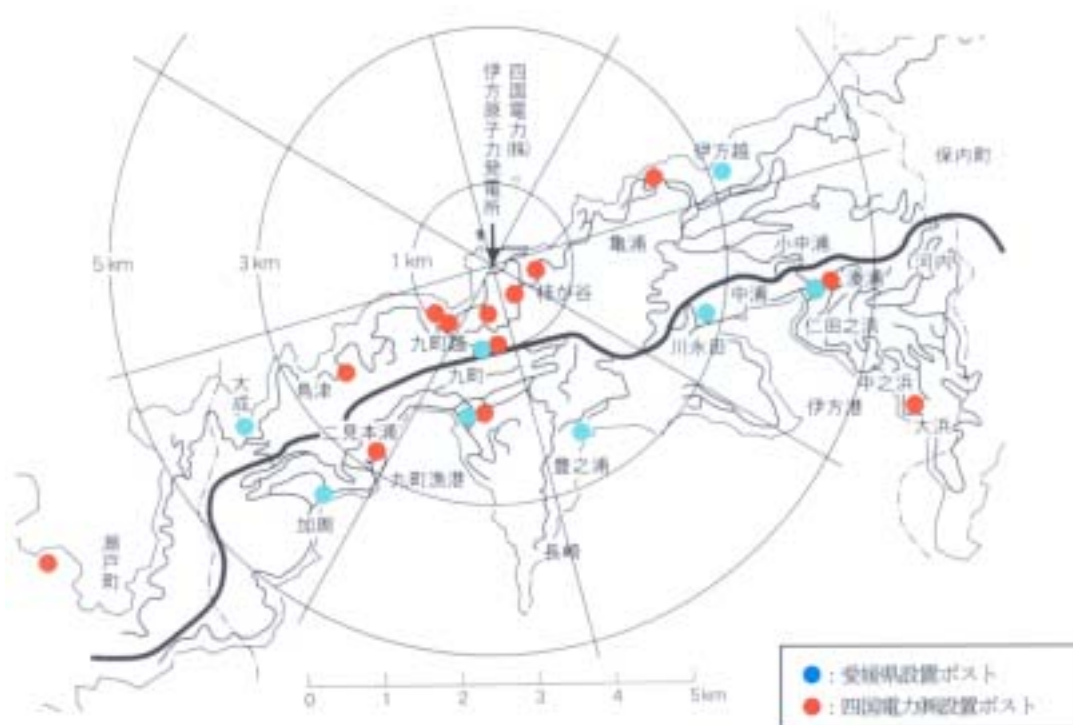 四国電力(株)
伊方原子力発電所
伊方越
保内町
亀浦
小中浦
河内
5km
3km
1km
中浦
湊浦
仁田之浜
川永田
九町越
九町
鳥津
大成
中之浜
伊方港
大浜
二見本浦
豊之浦
九町漁港
加周
長崎
瀬戸町
0
1
2
3
4
5km
●:愛媛県設置ポスト
●:四国電力㈱設置ポスト